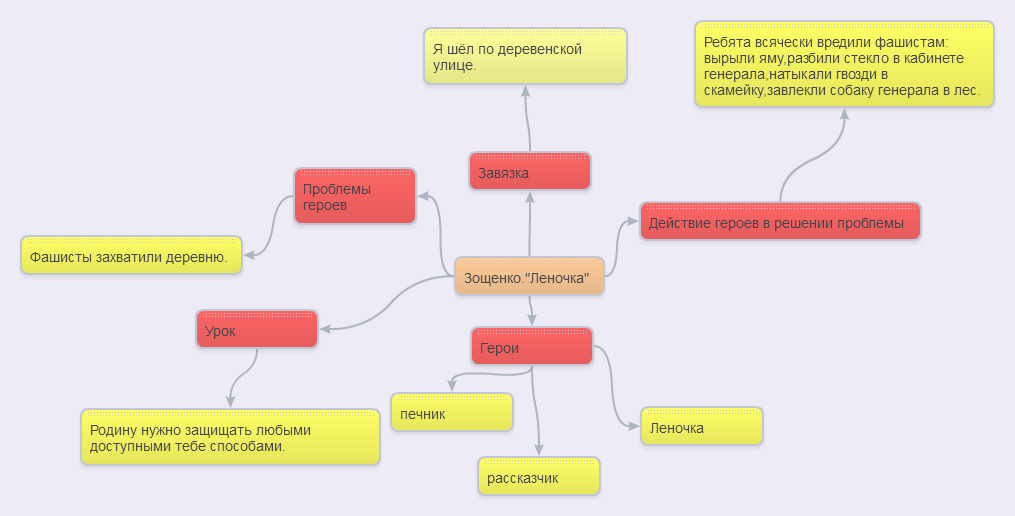 Я шёл по деревенской
улице.
Ребята всячески вредили фашистам:
вырыли яму,разбили стекло в кабинете
генерала,натыкали гвозди в
скамейку,завлекли собаку генерала в лес.
Завязка
Проблемы
героев
Действие героев в решении проблемы
Фашисты захватили деревню.
Зощенко."Леночка"
Урок
Герои
печник
Леночка
Родину нужно защищать любыми
доступными тебе способами.
рассказчик